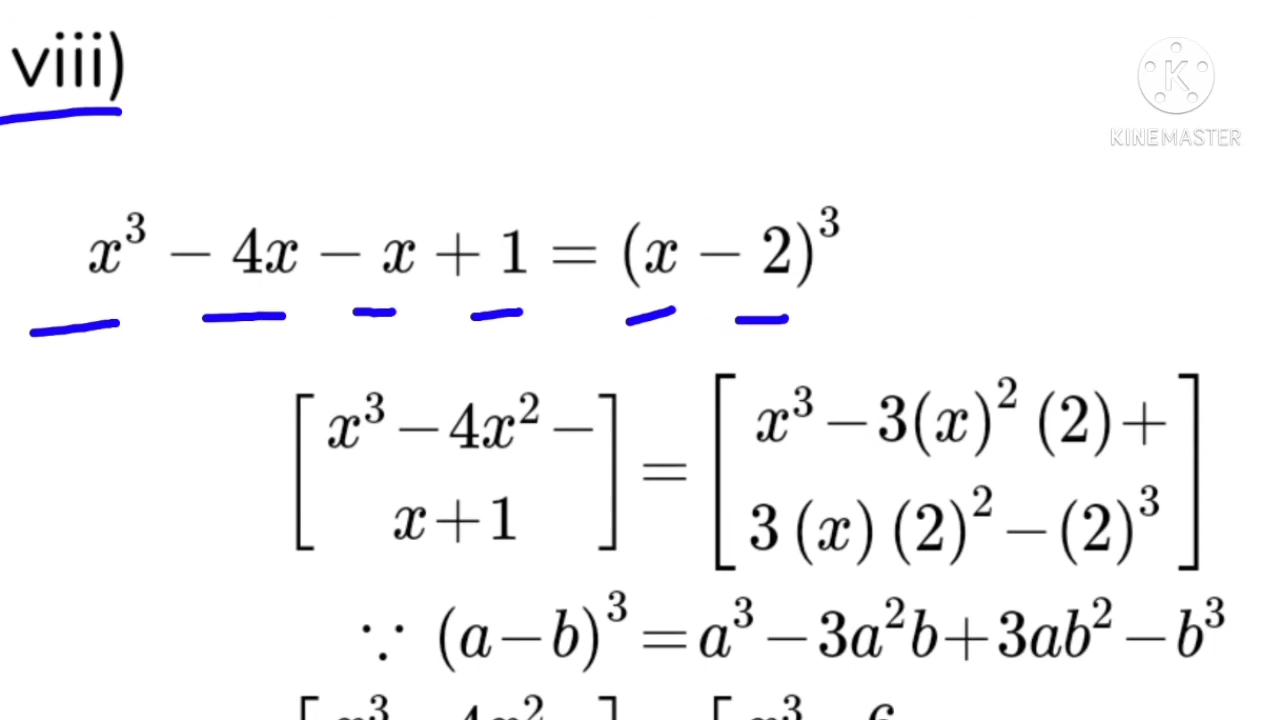 viii)
K
KINEMASTER
x³ − 4x − x + 1 = (x − 2)³
[x³ − 4x² − x + 1] = [x³ − 3(x)² (2) + 3 (x) (2)² − (2)³]
∵ (a − b)³ = a³ − 3a²b + 3ab² − b³